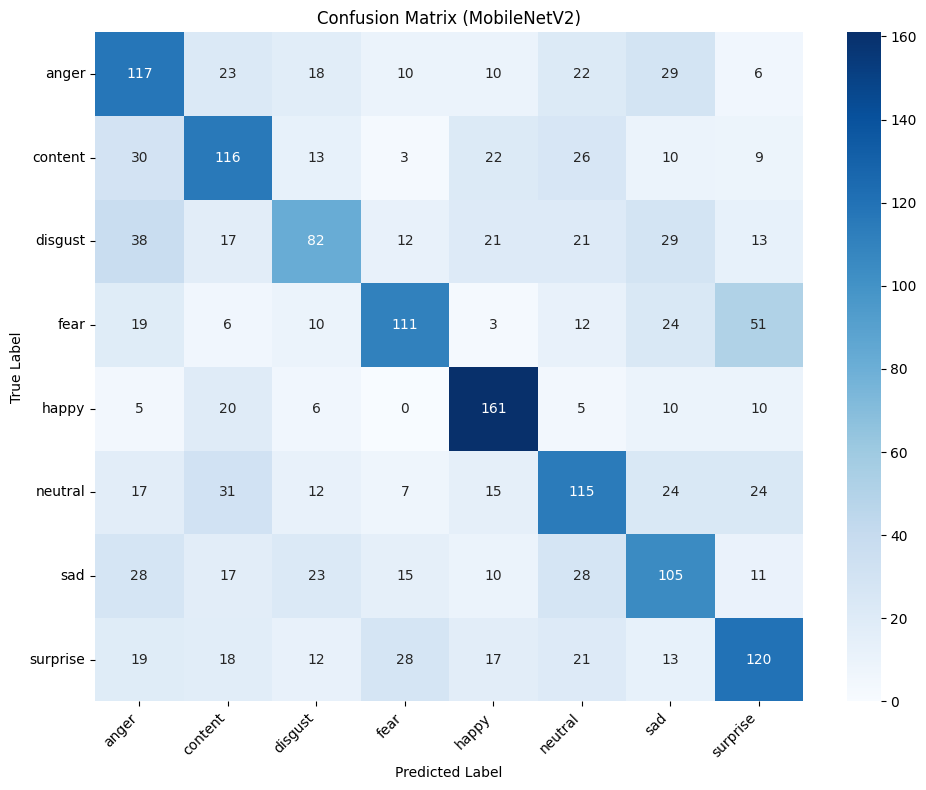 Confusion Matrix (MobileNetV2)
True Label
anger 117 23 18 10 10 22 29 6
content 30 116 13 3 22 26 10 9
disgust 38 17 82 12 21 21 29 13
fear 19 6 10 111 3 12 24 51
happy 5 20 6 0 161 5 10 10
neutral 17 31 12 7 15 115 24 24
sad 28 17 23 15 10 28 105 11
surprise 19 18 12 28 17 21 13 120
anger content disgust fear happy neutral sad surprise
Predicted Label
160
140
120
100
80
60
40
20
0